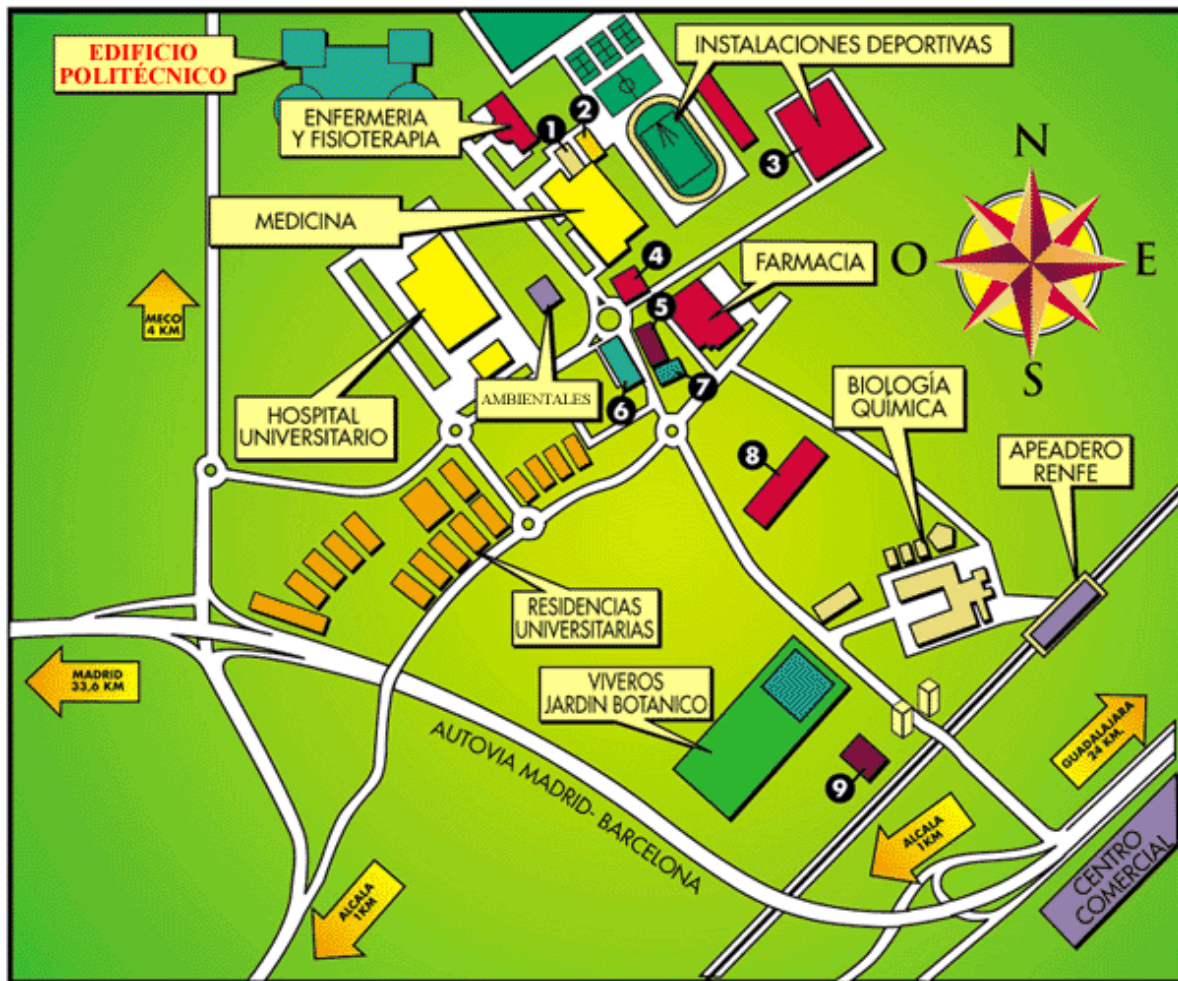 EDIFICIO
POLITÉCNICO
INSTALACIONES DEPORTIVAS
ENFERMERIA
Y FISIOTERAPIA
1
2
3
MEDICINA
N
O
E
S
4
FARMACIA
MECO
4 KM
5
HOSPITAL
UNIVERSITARIO
AMBIENTALES
6
7
BIOLOGÍA
QUÍMICA
8
APEADERO
RENFE
RESIDENCIAS
UNIVERSITARIAS
MADRID
33,6 KM
VIVEROS
JARDIN BOTANICO
AUTOVIA MADRID- BARCELONA
GUADALAJARA
24 KM.
9
ALCALA
1KM
ALCALA
1KM
CENTRO
COMERCIAL